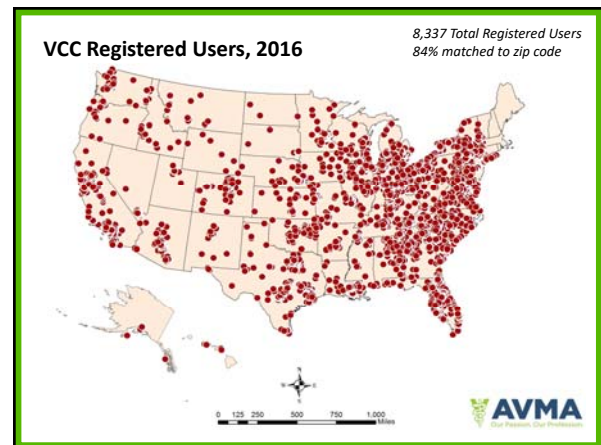 VCC Registered Users, 2016
8,337 Total Registered Users
84% matched to zip code
N
W E
S
0 125 250 500 750 1,000
Miles
AVMA
Our Passion. Our Profession.